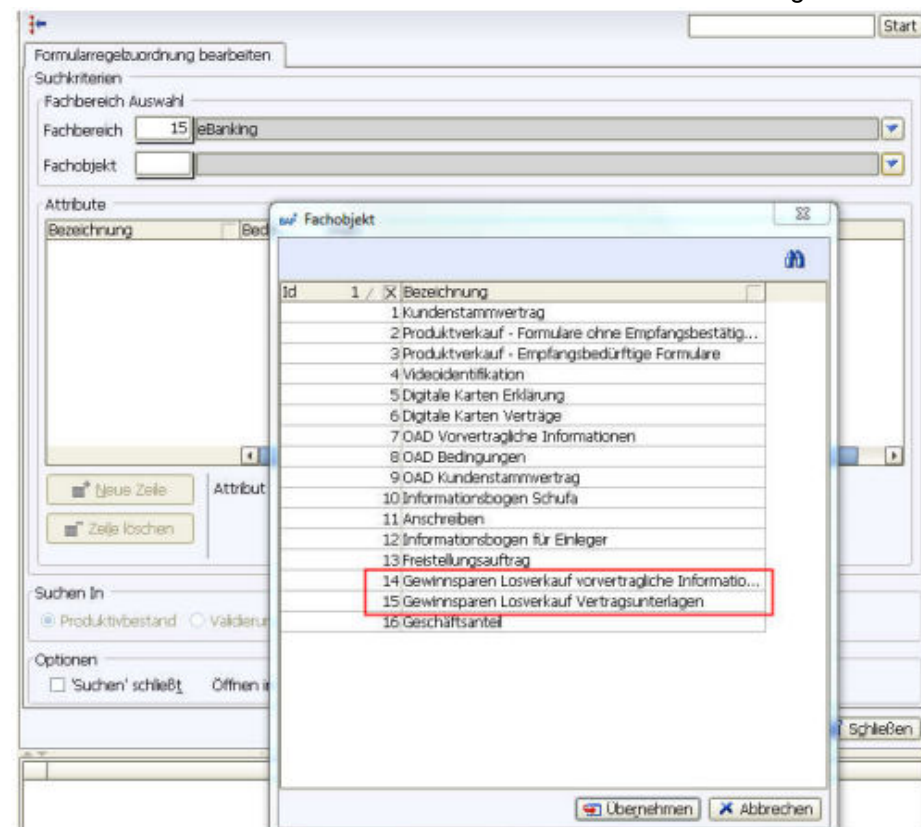 Start
Formularregelzuordnung bearbeiten
Suchkriterien
Fachbereich Auswahl
Fachbereich 15 eBanking
Fachobjekt
Attribute
Bezeichnung Bed
Fachobjekt
Id 1 / Bezeichnung
1 Kundenstammvertrag
2 Produktverkauf - Formulare ohne Empfangsbestätig...
3 Produktverkauf - Empfangsbedürftige Formulare
4 Videoidentifikation
5 Digitale Karten Erklärung
6 Digitale Karten Verträge
7 OAD Vorvertragliche Informationen
8 OAD Bedingungen
9 OAD Kundenstammvertrag
10 Informationsbogen Schufa
11 Anschreiben
12 Informationsbogen für Einleger
13 Freistellungsauftrag
14 Gewinnsparen Losverkauf vorvertragliche Informatio...
15 Gewinnsparen Losverkauf Vertragsunterlagen
16 Geschäftsanteil
Neue Zeile Attribut
Zeile löschen
Suchen In
Produktivbestand Validierun
Optionen
'Suchen' schließt Öffnen i
Schließen
Übernehmen Abbrechen